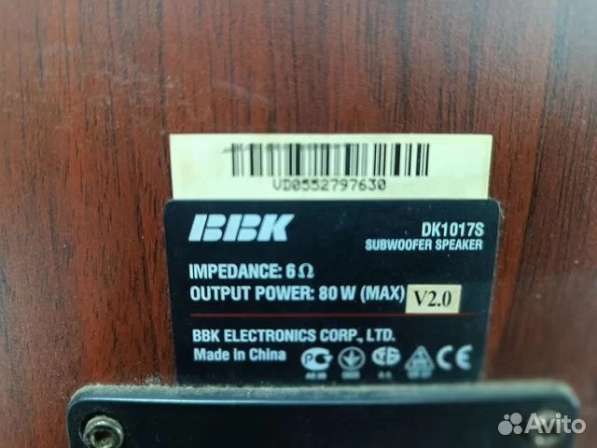 VD0552797630
BBK
DK1017S
SUBWOOFER SPEAKER
IMPEDANCE: 6Ω
OUTPUT POWER: 80 W (MAX) V2.0
BBK ELECTRONICS CORP., LTD.
Made in China
CE
Avito